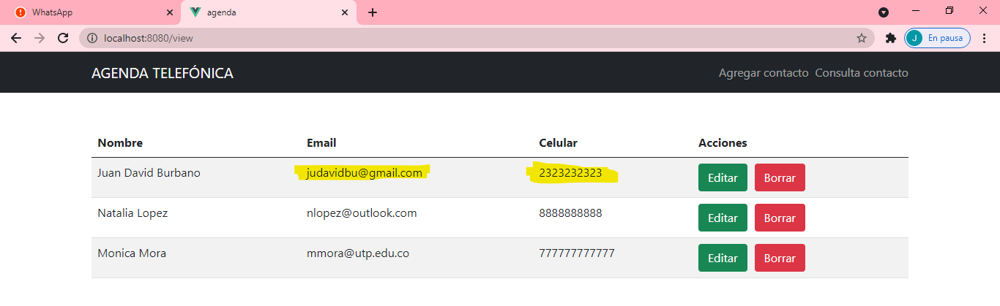 WhatsApp agenda
localhost:8080/view J En pausa
AGENDA TELEFÓNICA Agregar contacto Consulta contacto
Nombre Email Celular Acciones
Juan David Burbano judavidbu@gmail.com 2323232323 Editar Borrar
Natalia Lopez nlopez@outlook.com 8888888888 Editar Borrar
Monica Mora mmora@utp.edu.co 777777777777 Editar Borrar